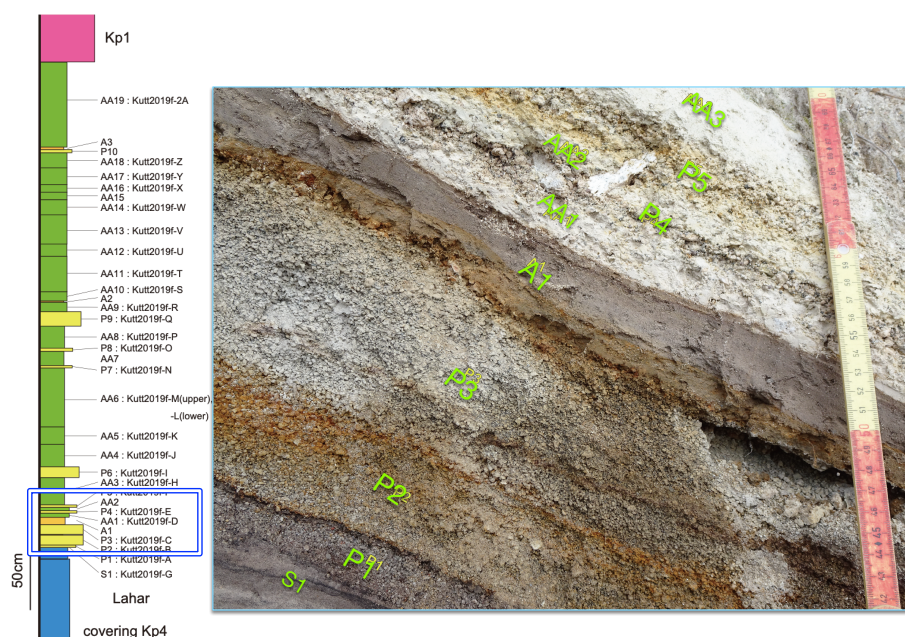 Kp1
AA19 : Kutt2019f-2A
A3
P10
AA18 : Kutt2019f-Z
AA17 : Kutt2019f-Y
AA16 : Kutt2019f-X
AA15
AA14 : Kutt2019f-W
AA13 : Kutt2019f-V
AA12 : Kutt2019f-U
AA11 : Kutt2019f-T
AA10 : Kutt2019f-S
A2
AA9 : Kutt2019f-R
P9 : Kutt2019f-Q
AA8 : Kutt2019f-P
P8 : Kutt2019f-O
AA7
P7 : Kutt2019f-N
AA6 : Kutt2019f-M(upper),
-L(lower)
AA5 : Kutt2019f-K
AA4 : Kutt2019f-J
P6 : Kutt2019f-I
AA3 : Kutt2019f-H
AA2
P4 : Kutt2019f-E
AA1 : Kutt2019f-D
A1
P3 : Kutt2019f-C
P2 : Kutt2019f-B
P1 : Kutt2019f-A
S1 : Kutt2019f-G
50cm
Lahar
covering Kp4
AA3
AA2
P5
AA1
P4
A1
P3
P2
P1
S1